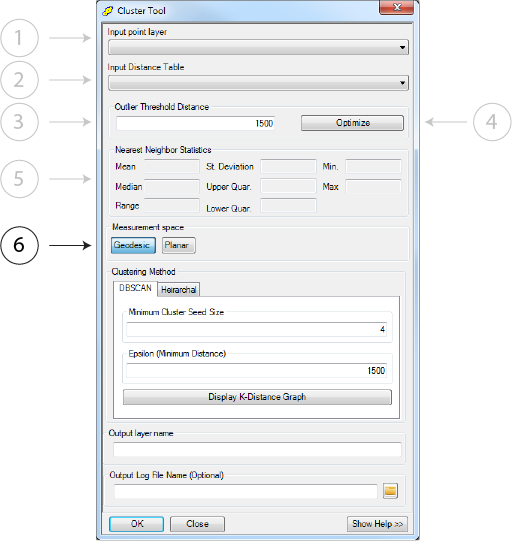 Cluster Tool
1
Input point layer
2
Input Distance Table
Outlier Threshold Distance
3
1500
Optimize
4
Nearest Neighbor Statistics
5
Mean
St. Deviation
Min.
Median
Upper Quar.
Max
Range
Lower Quar.
Measurement space
6
Geodesic
Planar
Clustering Method
DBSCAN
Heirarchal
Minimum Cluster Seed Size
4
Epsilon (Minimum Distance)
1500
Display K-Distance Graph
Output layer name
Output Log File Name (Optional)
OK
Close
Show Help >>